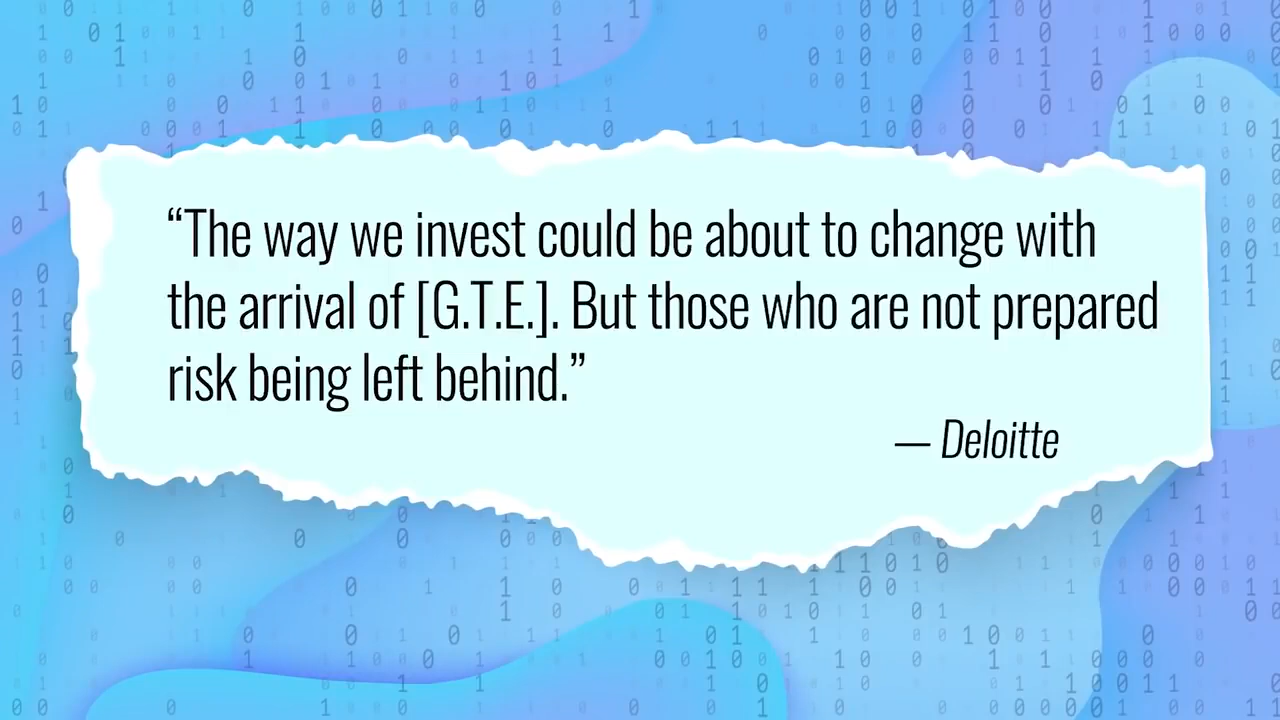 “The way we invest could be about to change with
the arrival of [G.T.E.]. But those who are not prepared
risk being left behind.”
— Deloitte